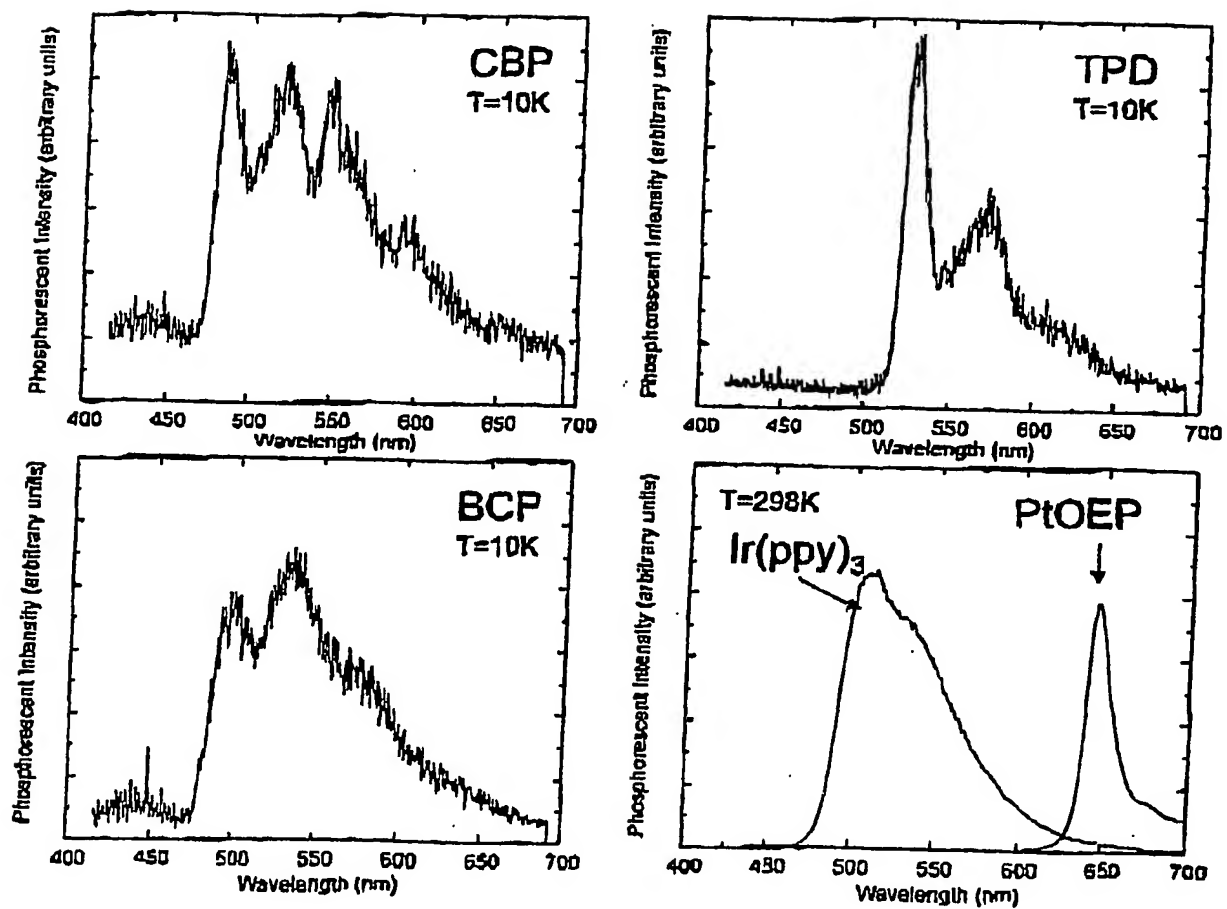 Phosphorescent Intensity (arbitrary units)
CBP
T=10K
400 450 500 550 600 650 700
Wavelength (nm)
Phosphorescent Intensity (arbitrary units)
TPD
T=10K
400 450 500 550 600 650 700
Wavelength (nm)
Phosphorescent Intensity (arbitrary units)
BCP
T=10K
400 450 500 550 600 650 700
Wavelength (nm)
Phosphorescent Intensity (arbitrary units)
T=298K
PtOEP
Ir(ppy)₃
400 450 500 550 600 650 700
Wavelength (nm)